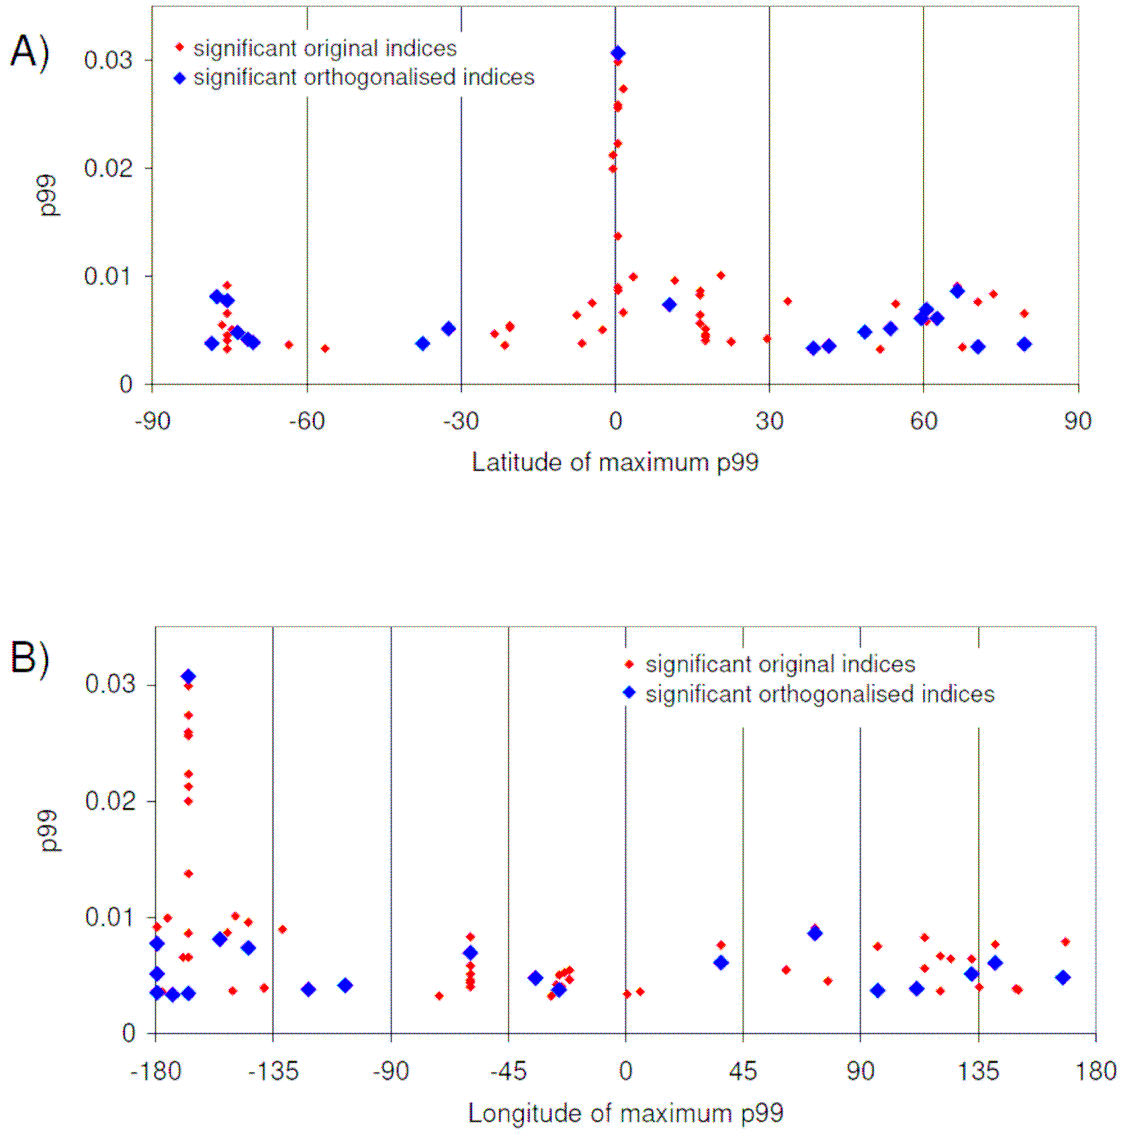 A)
significant original indices
significant orthogonalised indices
0.03
0.02
p99
0.01
0
-90 -60 -30 0 30 60 90
Latitude of maximum p99
B)
significant original indices
significant orthogonalised indices
0.03
0.02
p99
0.01
0
-180 -135 -90 -45 0 45 90 135 180
Longitude of maximum p99